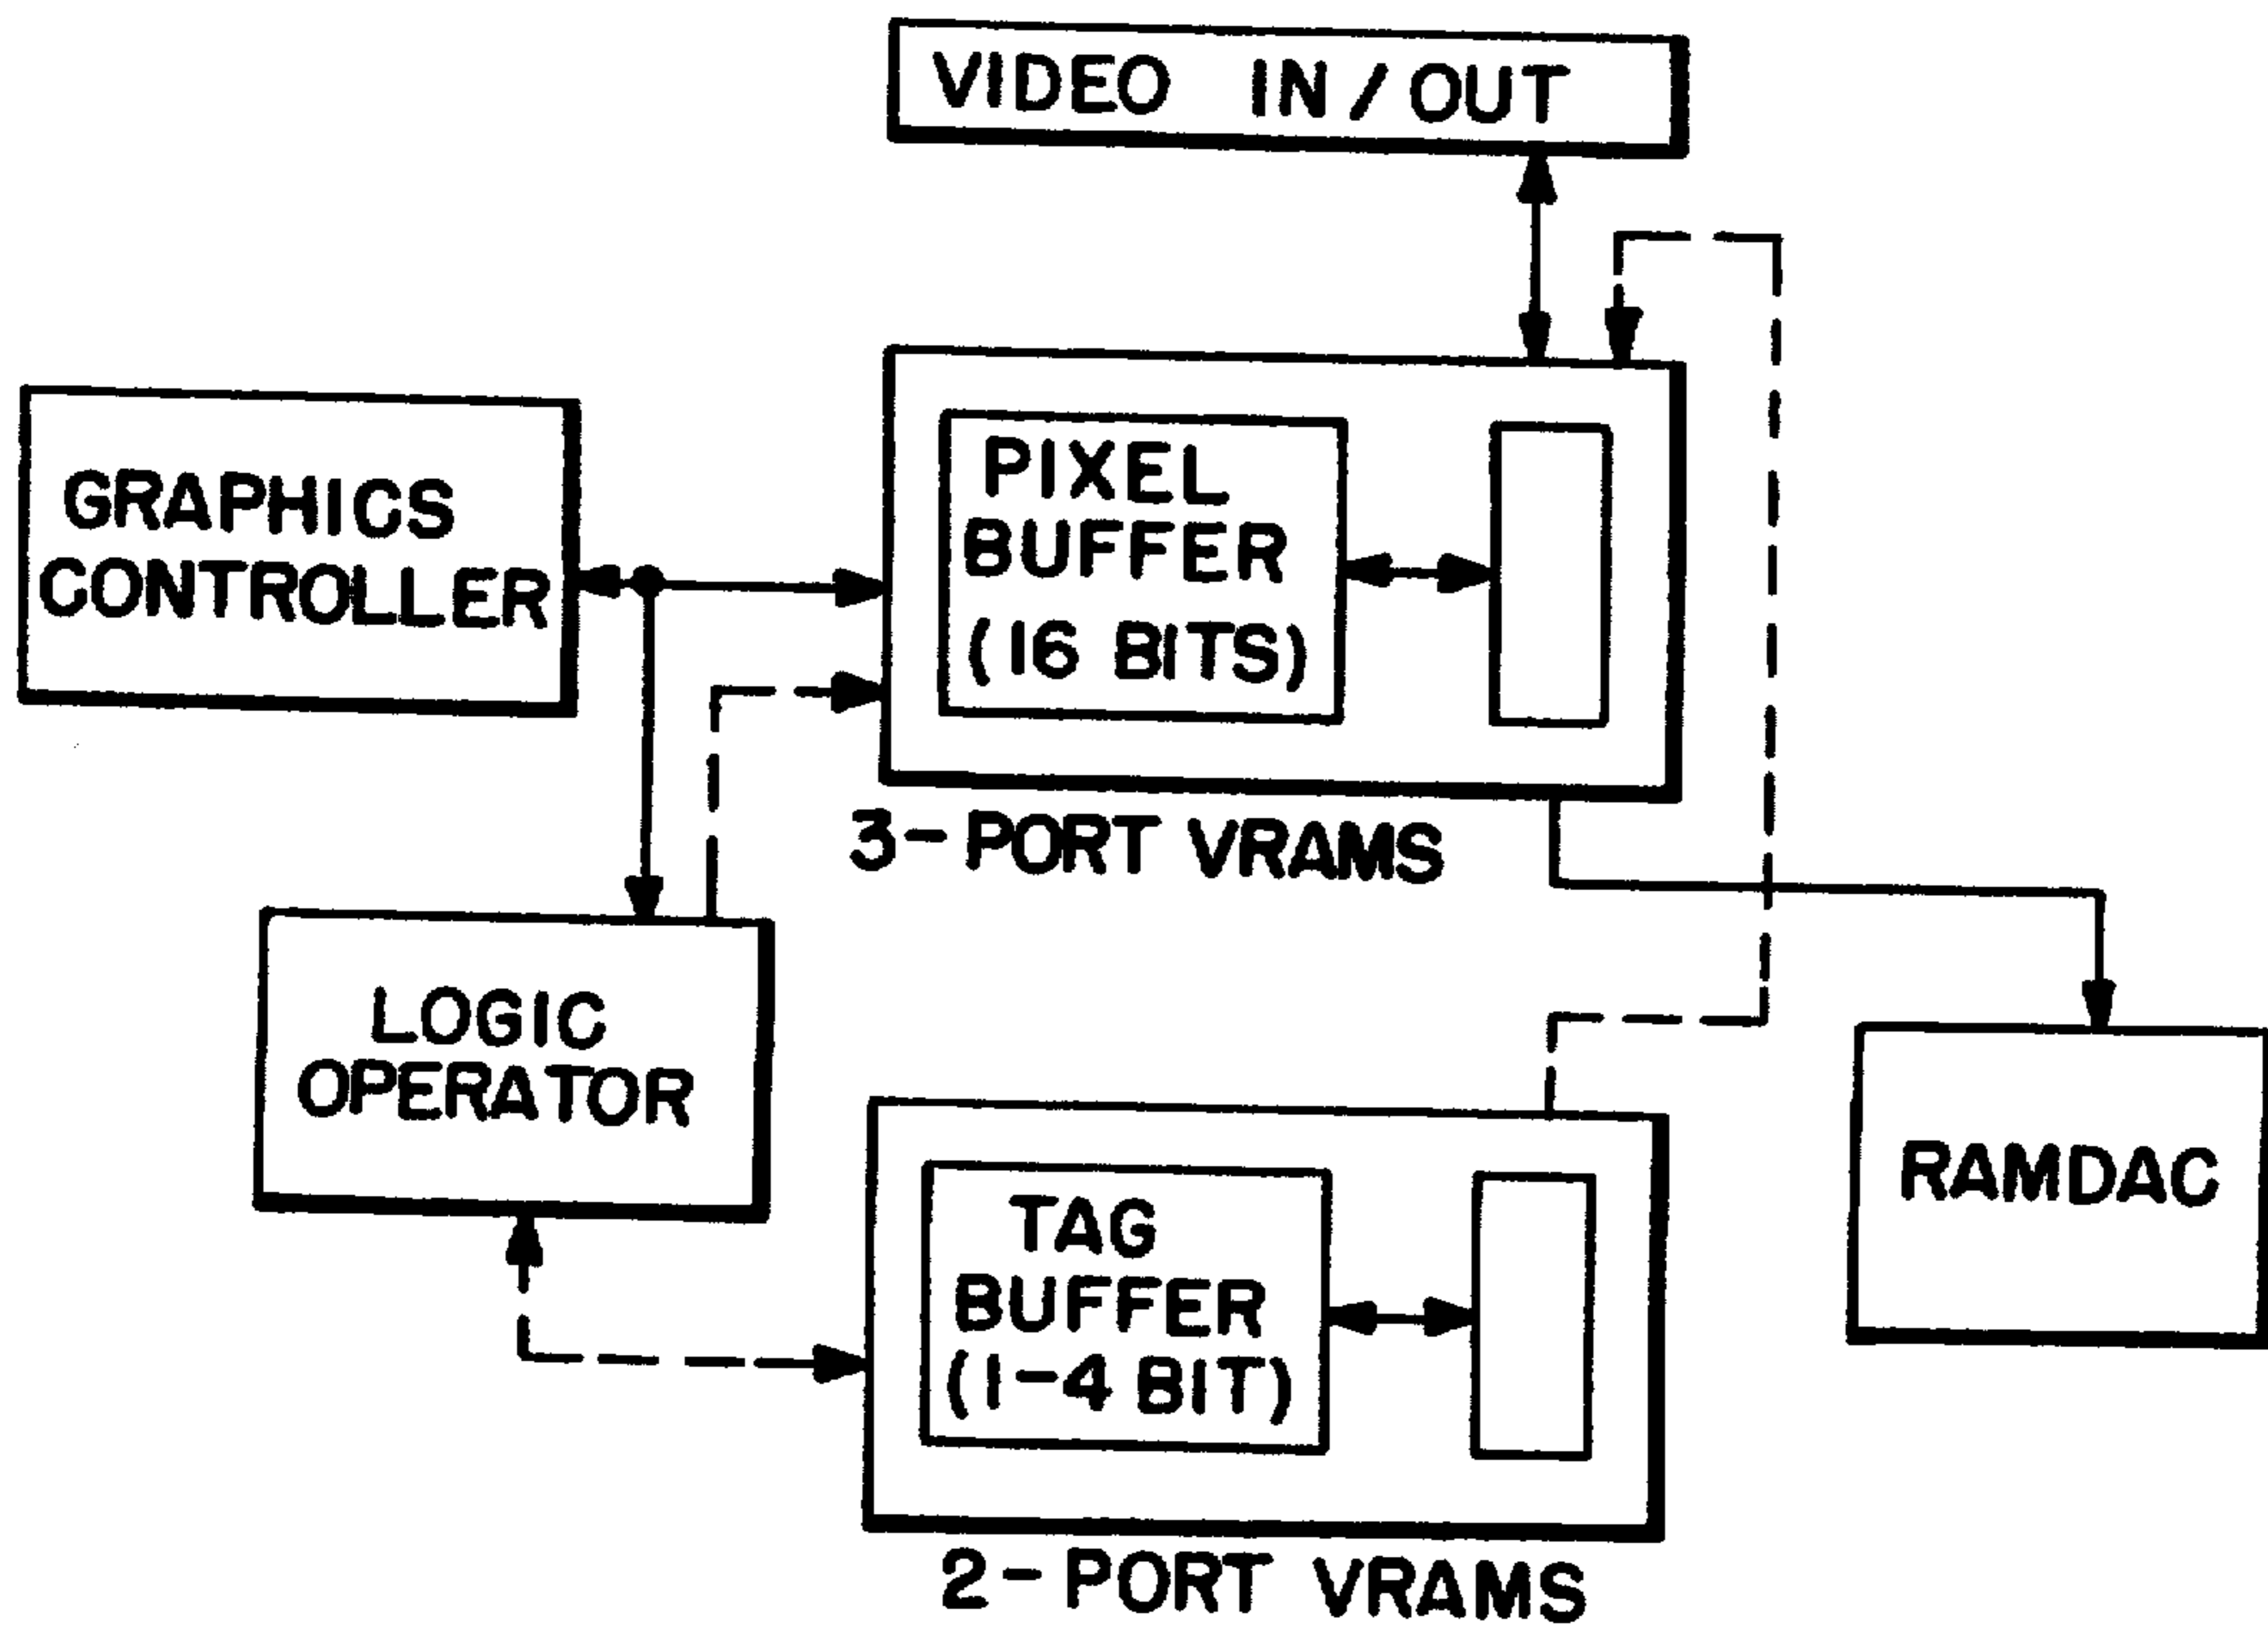 VIDEO IN/OUT
GRAPHICS
CONTROLLER
PIXEL
BUFFER
(16 BITS)
3-PORT VRAMS
LOGIC
OPERATOR
TAG
BUFFER
(1-4 BIT)
2-PORT VRAMS
RAMDAC